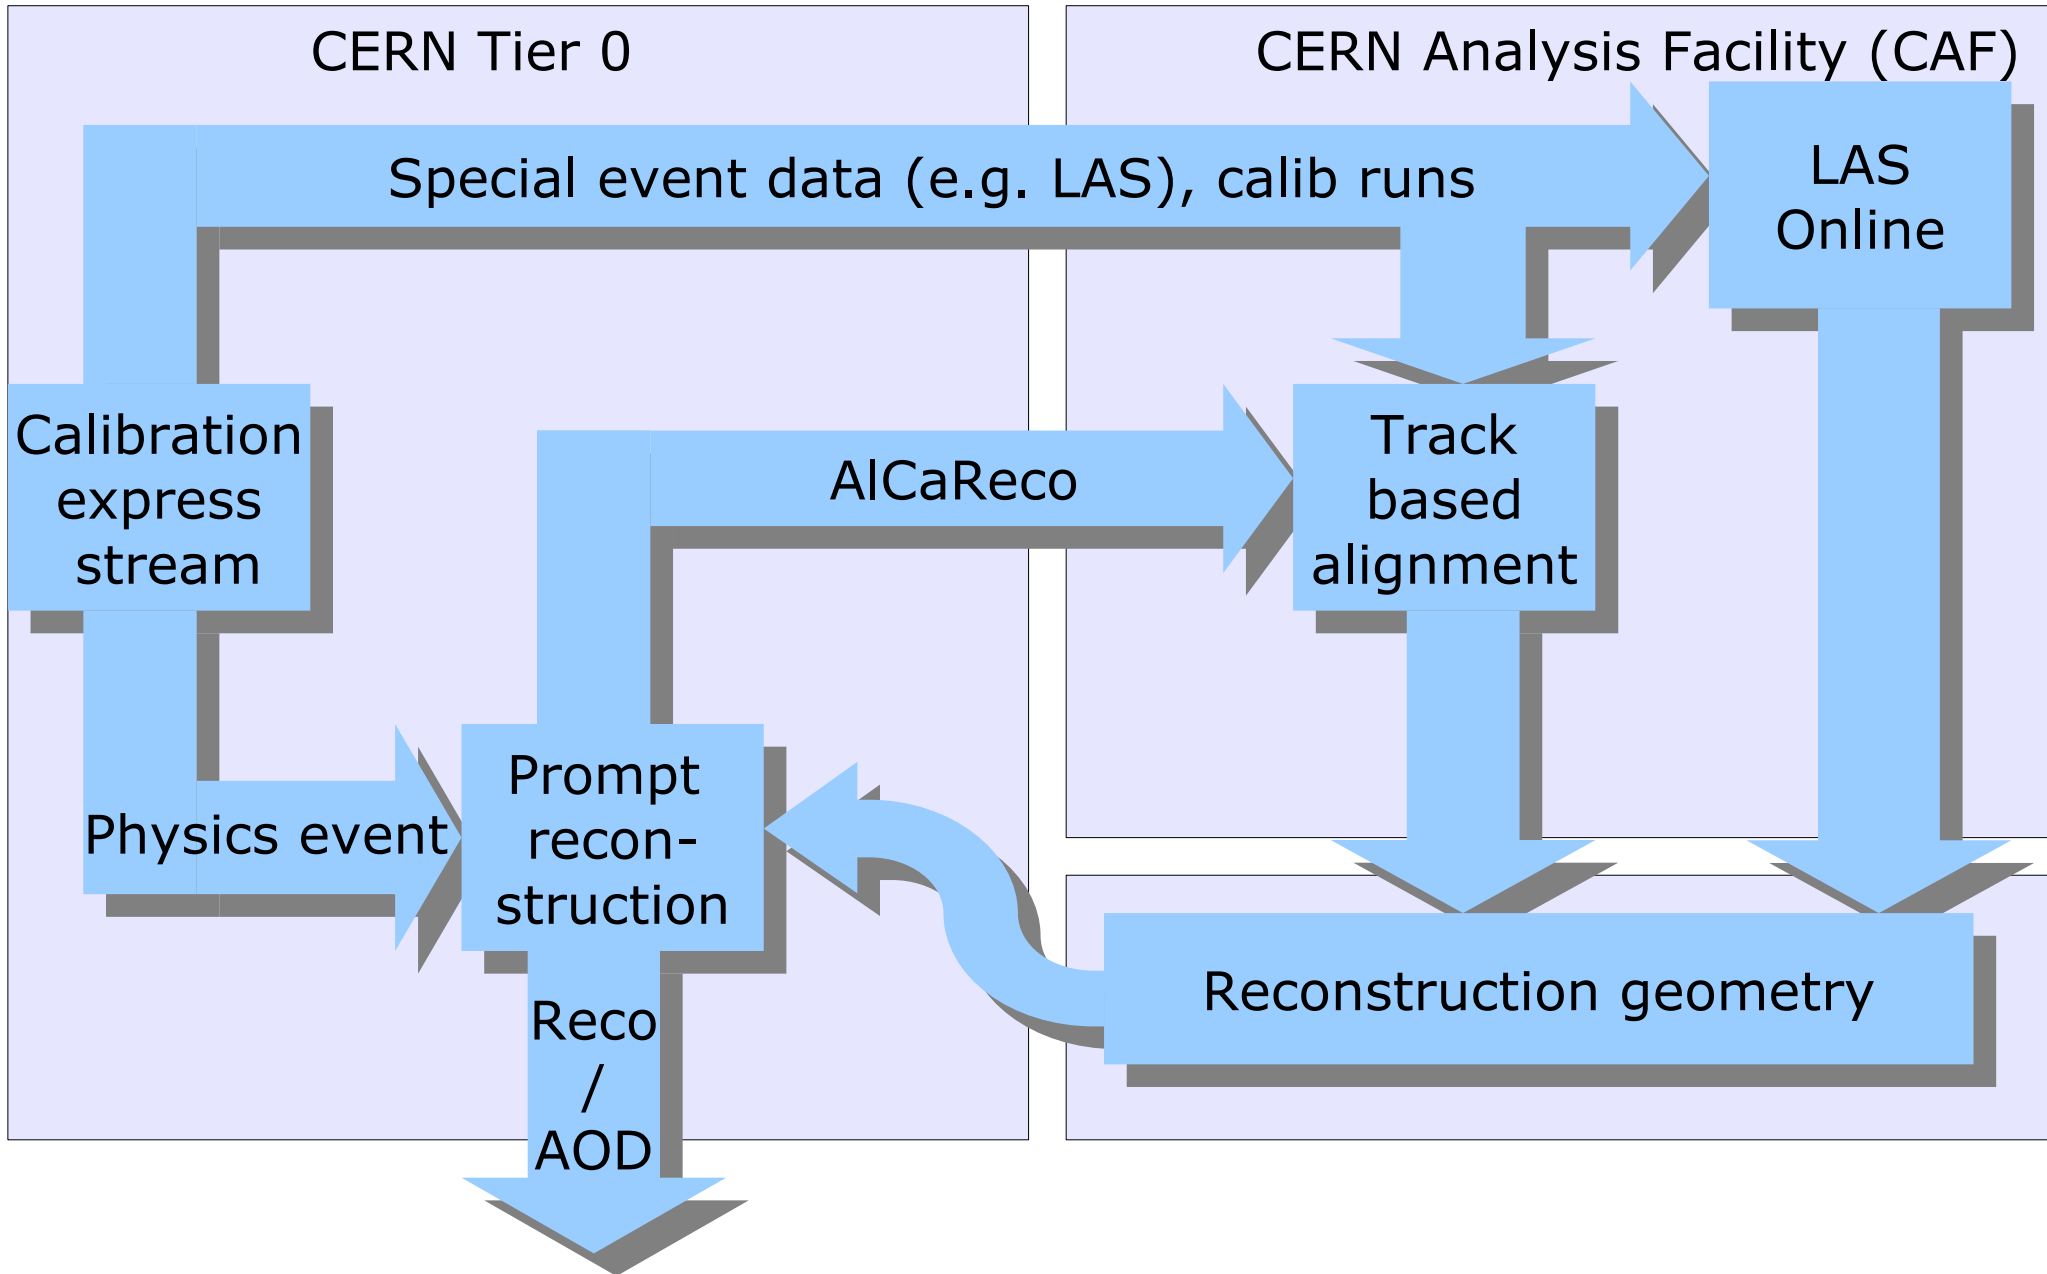 CERN Tier 0
CERN Analysis Facility (CAF)
Special event data (e.g. LAS), calib runs
LAS
Online
Calibration
express
stream
AlCaReco
Track
based
alignment
Physics event
Prompt
recon-
struction
Reco
/
AOD
Reconstruction geometry